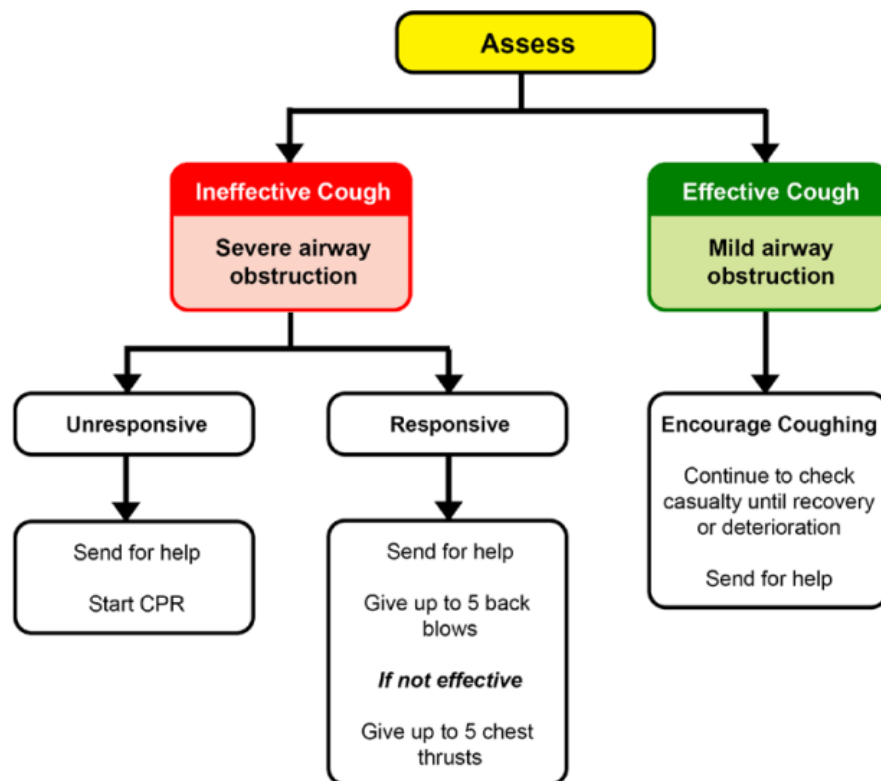 Assess
Ineffective Cough
Severe airway
obstruction
Effective Cough
Mild airway
obstruction
Unresponsive
Send for help
Start CPR
Responsive
Send for help
Give up to 5 back
blows
If not effective
Give up to 5 chest
thrusts
Encourage Coughing
Continue to check
casualty until recovery
or deterioration
Send for help